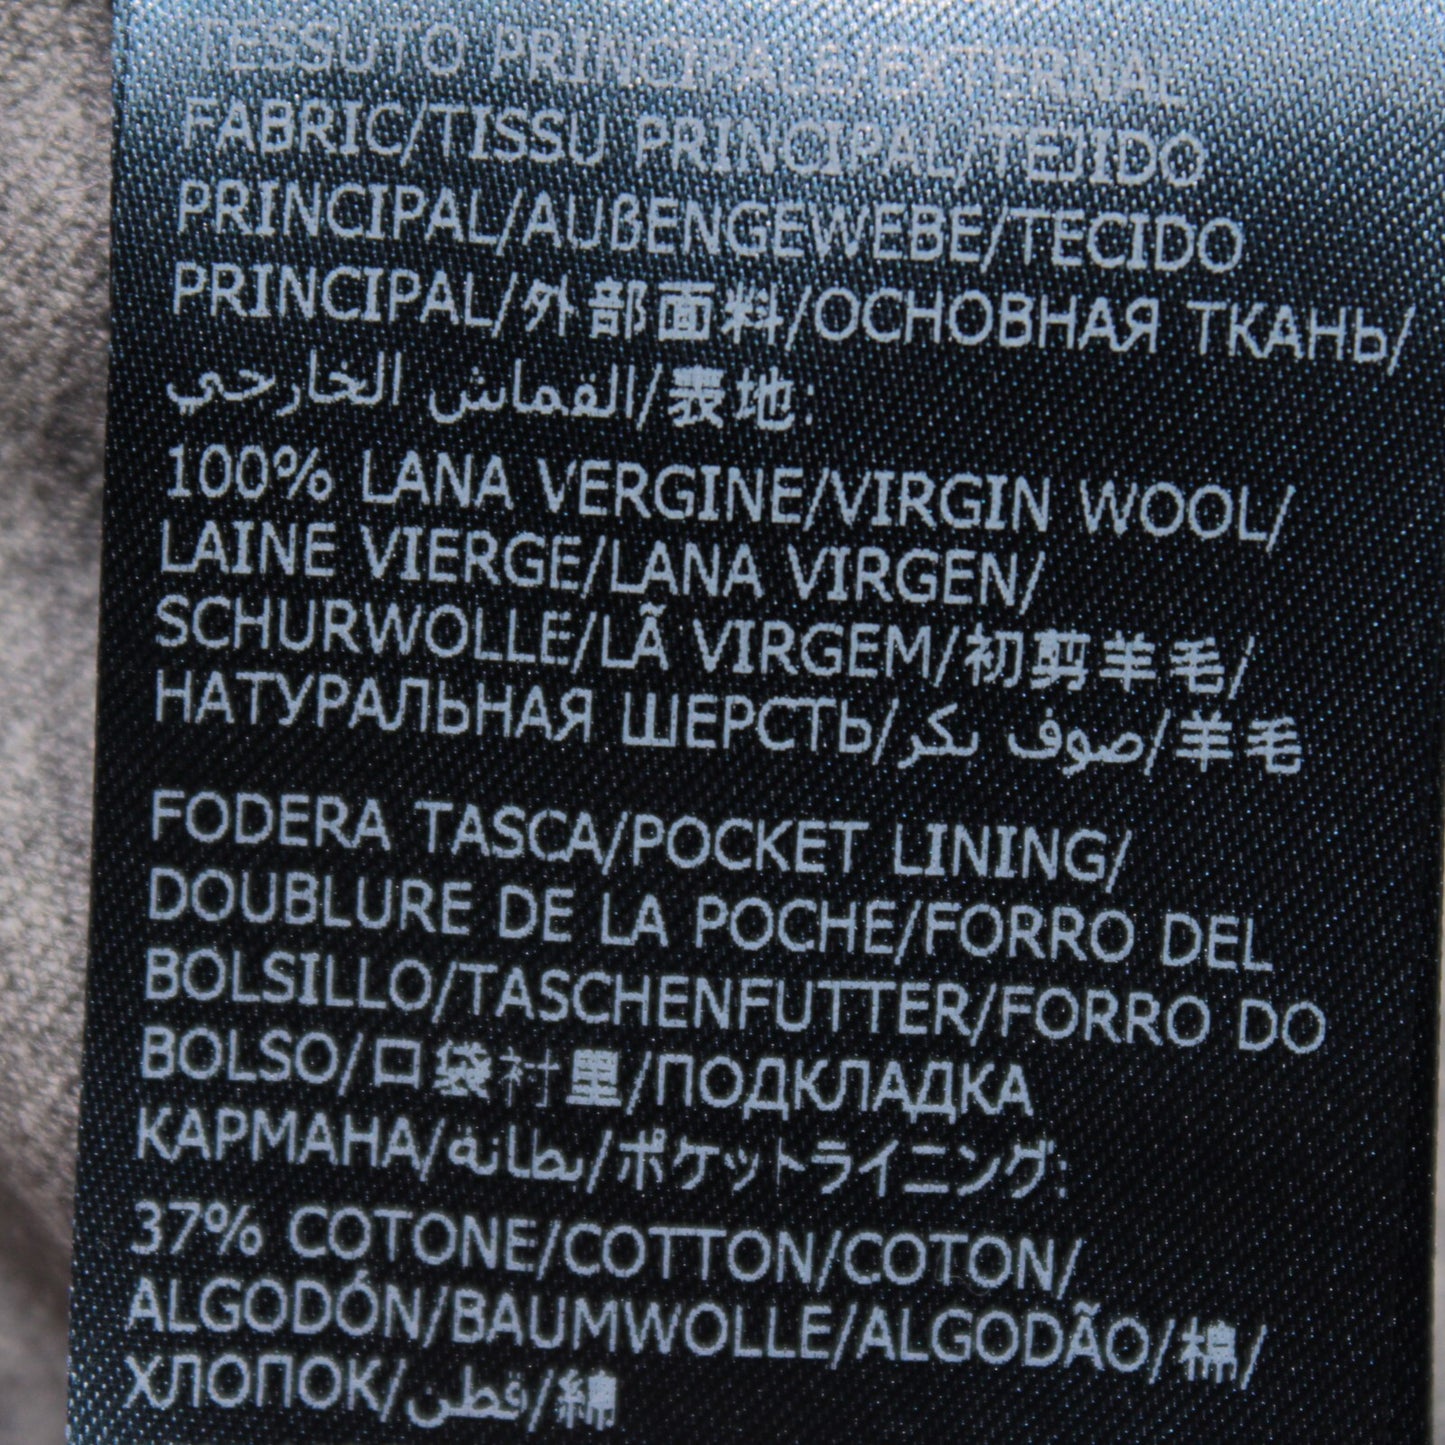 TESSUTO PRINCIPALE/EXTERNAL
FABRIC/TISSU PRINCIPAL/TEJIDO
PRINCIPAL/AUßENGEWEBE/TECIDO
PRINCIPAL/外部面料/ОСНОВНАЯ ТКАНЬ/
القماش الخارجي/表地:
100% LANA VERGINE/VIRGIN WOOL/
LAINE VIERGE/LANA VIRGEN/
SCHURWOLLE/LÃ VIRGEM/初剪羊毛/
НАТУРАЛЬНАЯ ШЕРСТЬ/صوف بكر/羊毛
FODERA TASCA/POCKET LINING/
DOUBLURE DE LA POCHE/FORRO DEL
BOLSILLO/TASCHENFUTTER/FORRO DO
BOLSO/口袋衬里/ПОДКЛАДКА
КАРМАНА/بطانة/ポケットライニング:
37% COTONE/COTTON/COTON/
ALGODÓN/BAUMWOLLE/ALGODÃO/棉/
ХЛОПОК/قطن/綿